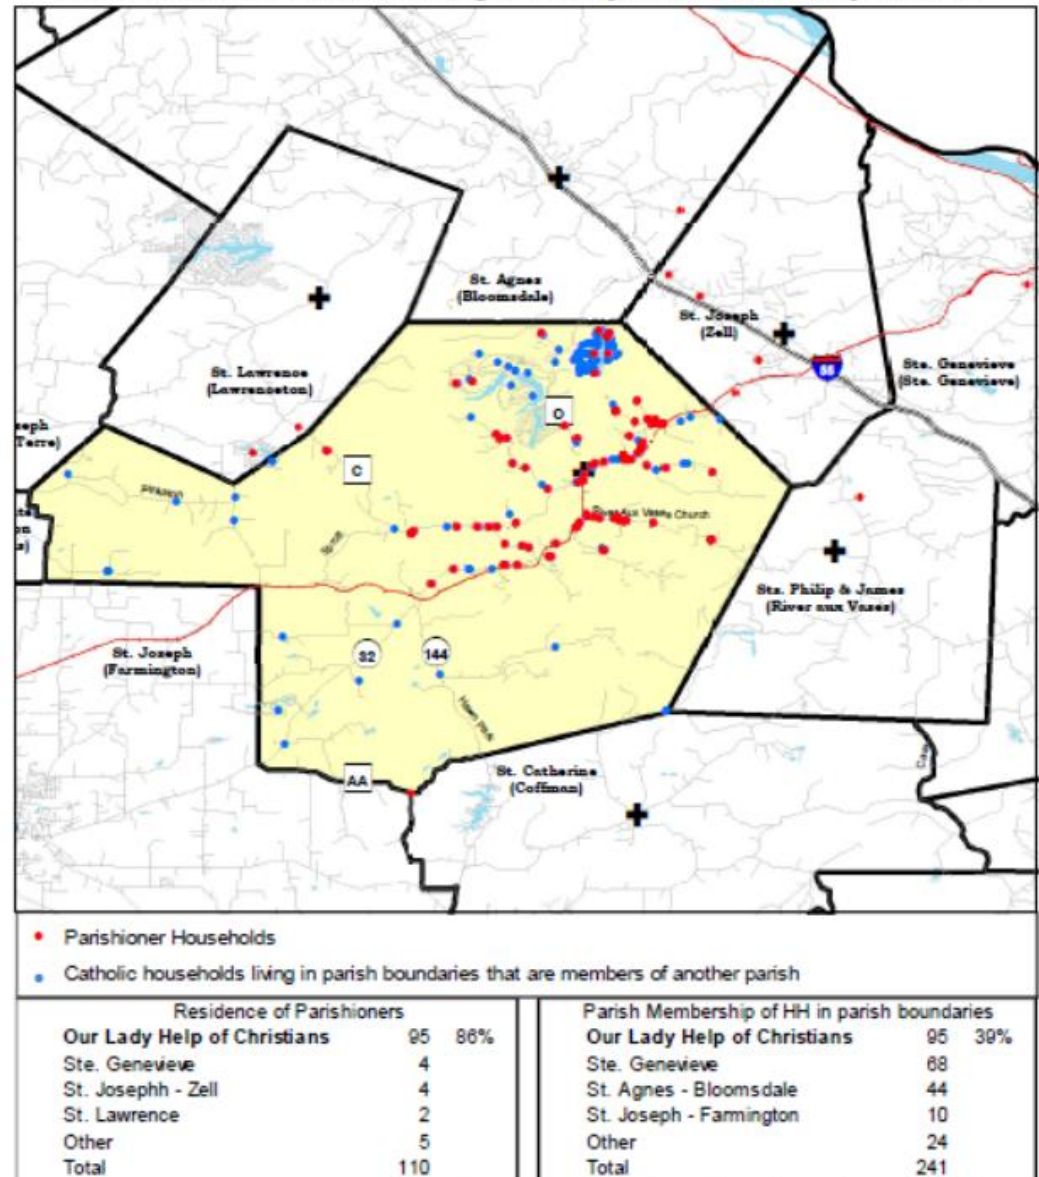 St. Agnes
(Bloomsdale)
St. Joseph
(Zell)
55
Ste. Genevieve
(Ste. Genevieve)
St. Lawrence
(Lawrenceton)
seph
Terre)
O
C
River aux Vases Church
Sts. Philip & James
(River aux Vases)
St. Joseph
(Farmington)
32
144
AA
St. Catherine
(Coffman)
Parishioner Households
Catholic households living in parish boundaries that are members of another parish
Residence of Parishioners
Our Lady Help of Christians 95 86%
Ste. Genevieve 4
St. Josephh - Zell 4
St. Lawrence 2
Other 5
Total 110
Parish Membership of HH in parish boundaries
Our Lady Help of Christians 95 39%
Ste. Genevieve 68
St. Agnes - Bloomsdale 44
St. Joseph - Farmington 10
Other 24
Total 241